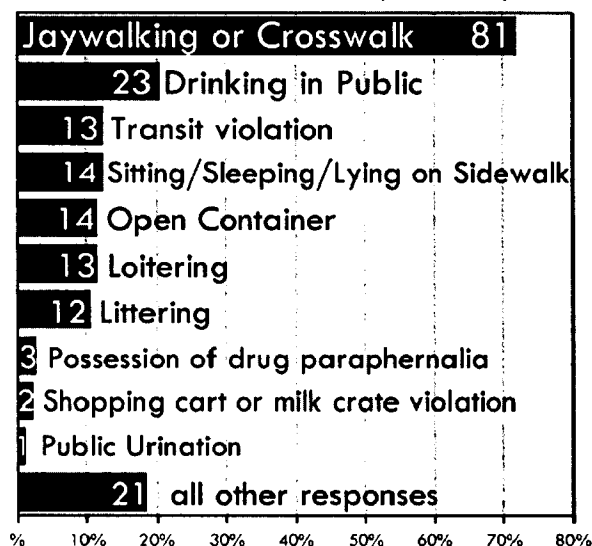 Jaywalking or Crosswalk 81
23 Drinking in Public
13 Transit violation
14 Sitting/Sleeping/Lying on Sidewalk
14 Open Container
13 Loitering
12 Littering
3 Possession of drug paraphernalia
2 Shopping cart or milk crate violation
1 Public Urination
21 all other responses
% 10% 20% 30% 40% 50% 60% 70% 80%